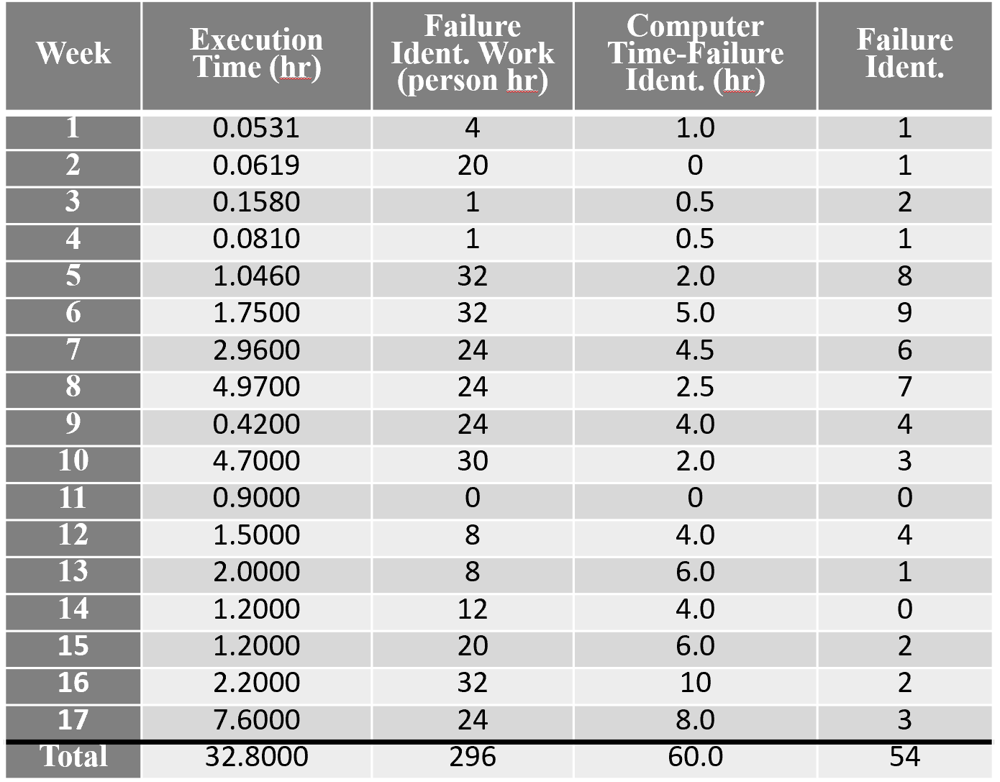 Week Execution Time (hr) Failure Ident. Work (person hr) Computer Time-Failure Ident. (hr) Failure Ident.
1 0.0531 4 1.0 1
2 0.0619 20 0 1
3 0.1580 1 0.5 2
4 0.0810 1 0.5 1
5 1.0460 32 2.0 8
6 1.7500 32 5.0 9
7 2.9600 24 4.5 6
8 4.9700 24 2.5 7
9 0.4200 24 4.0 4
10 4.7000 30 2.0 3
11 0.9000 0 0 0
12 1.5000 8 4.0 4
13 2.0000 8 6.0 1
14 1.2000 12 4.0 0
15 1.2000 20 6.0 2
16 2.2000 32 10 2
17 7.6000 24 8.0 3
Total 32.8000 296 60.0 54